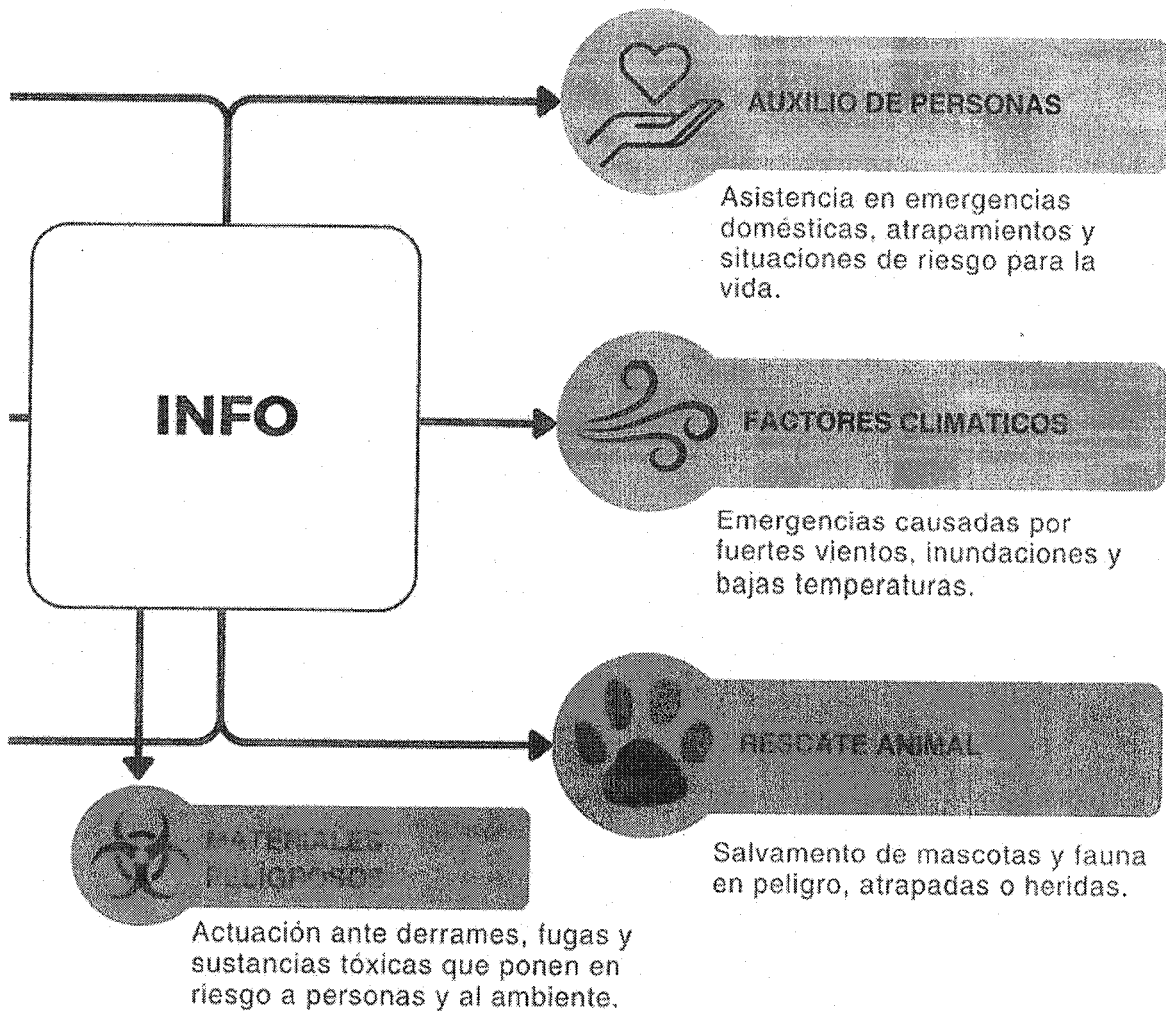 AUXILIO DE PERSONAS
Asistencia en emergencias
domésticas, atrapamientos y
situaciones de riesgo para la
vida.
INFO
FACTORES CLIMATICOS
Emergencias causadas por
fuertes vientos, inundaciones y
bajas temperaturas.
RESCATE ANIMAL
Salvamento de mascotas y fauna
en peligro, atrapadas o heridas.
MATERIALES
PELIGROSOS
Actuación ante derrames, fugas y
sustancias tóxicas que ponen en
riesgo a personas y al ambiente.